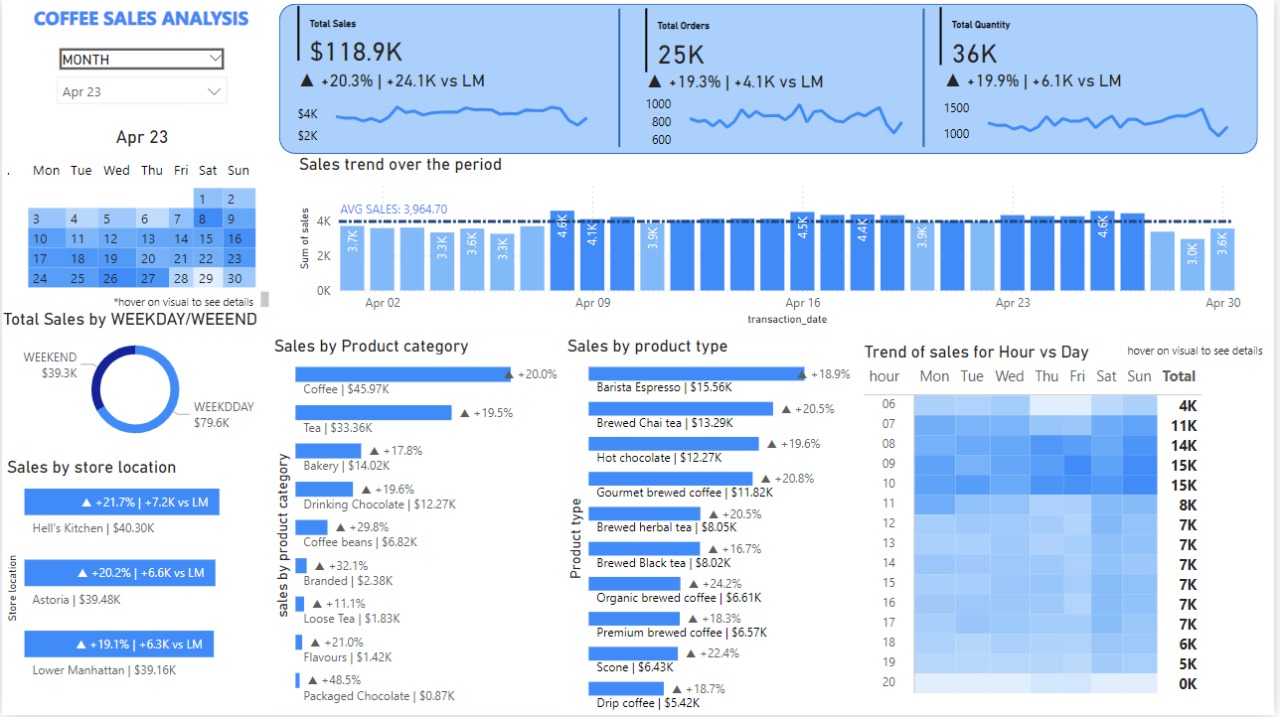 COFFEE SALES ANALYSIS
MONTH
Apr 23
Apr 23
Mon Tue Wed Thu Fri Sat Sun
1 2
3 4 5 6 7 8 9
10 11 12 13 14 15 16
17 18 19 20 21 22 23
24 25 26 27 28 29 30
*hover on visual to see details
Total Sales
$118.9K
▲ +20.3% | +24.1K vs LM
$4K
$2K
Total Orders
25K
▲ +19.3% | +4.1K vs LM
1000
800
600
Total Quantity
36K
▲ +19.9% | +6.1K vs LM
1500
1000
Sales trend over the period
AVG SALES: 3,964.70
Sum of sales
4K
2K
0K
3.7K 3.3K 3.6K 3.3K 4.6K 4.1K 3.9K 4.5K 4.4K 3.9K 4.6K 3.0K 3.6K
Apr 02 Apr 09 Apr 16 Apr 23 Apr 30
transaction_date
Total Sales by WEEKDAY/WEEEND
WEEKEND
$39.3K
WEEKDDAY
$79.6K
Sales by store location
Store location
▲ +21.7% | +7.2K vs LM
Hell's Kitchen | $40.30K
▲ +20.2% | +6.6K vs LM
Astoria | $39.48K
▲ +19.1% | +6.3K vs LM
Lower Manhattan | $39.16K
Sales by Product category
sales by product category
▲ +20.0%
Coffee | $45.97K
▲ +19.5%
Tea | $33.36K
▲ +17.8%
Bakery | $14.02K
▲ +19.6%
Drinking Chocolate | $12.27K
▲ +29.8%
Coffee beans | $6.82K
▲ +32.1%
Branded | $2.38K
▲ +11.1%
Loose Tea | $1.83K
▲ +21.0%
Flavours | $1.42K
▲ +48.5%
Packaged Chocolate | $0.87K
Sales by product type
Product type
▲ +18.9%
Barista Espresso | $15.56K
▲ +20.5%
Brewed Chai tea | $13.29K
▲ +19.6%
Hot chocolate | $12.27K
▲ +20.8%
Gourmet brewed coffee | $11.82K
▲ +20.5%
Brewed herbal tea | $8.05K
▲ +16.7%
Brewed Black tea | $8.02K
▲ +24.2%
Organic brewed coffee | $6.61K
▲ +18.3%
Premium brewed coffee | $6.57K
▲ +22.4%
Scone | $6.43K
▲ +18.7%
Drip coffee | $5.42K
Trend of sales for Hour vs Day
hover on visual to see details
hour Mon Tue Wed Thu Fri Sat Sun Total
06 4K
07 11K
08 14K
09 15K
10 15K
11 8K
12 7K
13 7K
14 7K
15 7K
16 7K
17 7K
18 6K
19 5K
20 0K